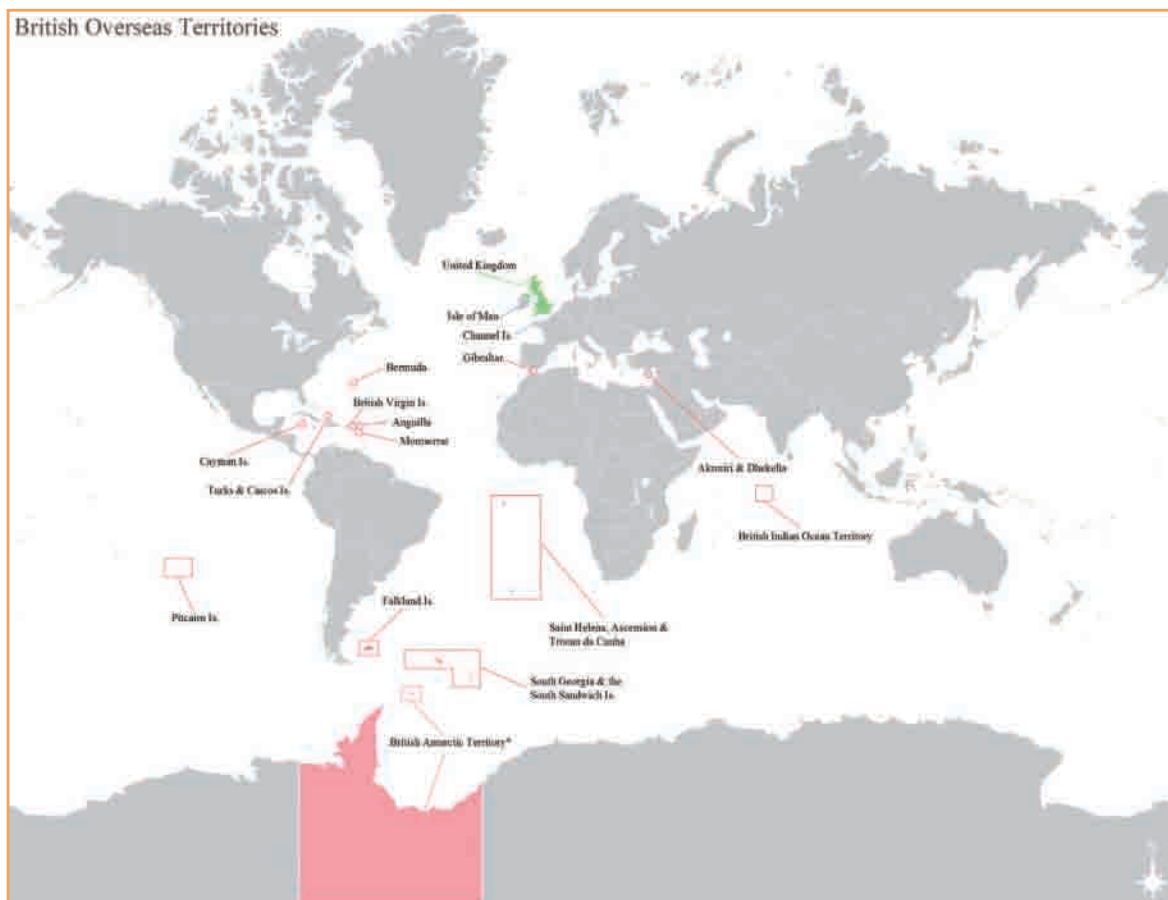 British Overseas Territories
United Kingdom
Isle of Man
Channel Is.
Gibraltar
Bermuda
British Virgin Is.
Anguilla
Montserrat
Cayman Is.
Turks & Caicos Is.
Akrotiri & Dhekelia
British Indian Ocean Territory
Pitcairn Is.
Falkland Is.
Saint Helena, Ascension &
Tristan da Cunha
South Georgia & the
South Sandwich Is.
British Antarctic Territory*